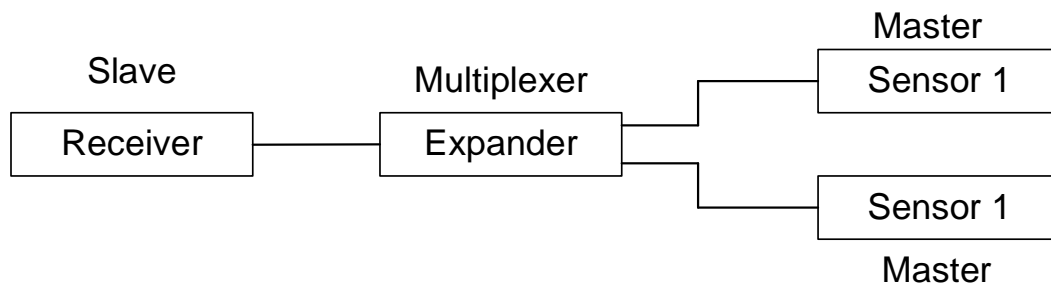 Slave
Receiver
Multiplexer
Expander
Master
Sensor 1
Sensor 1
Master